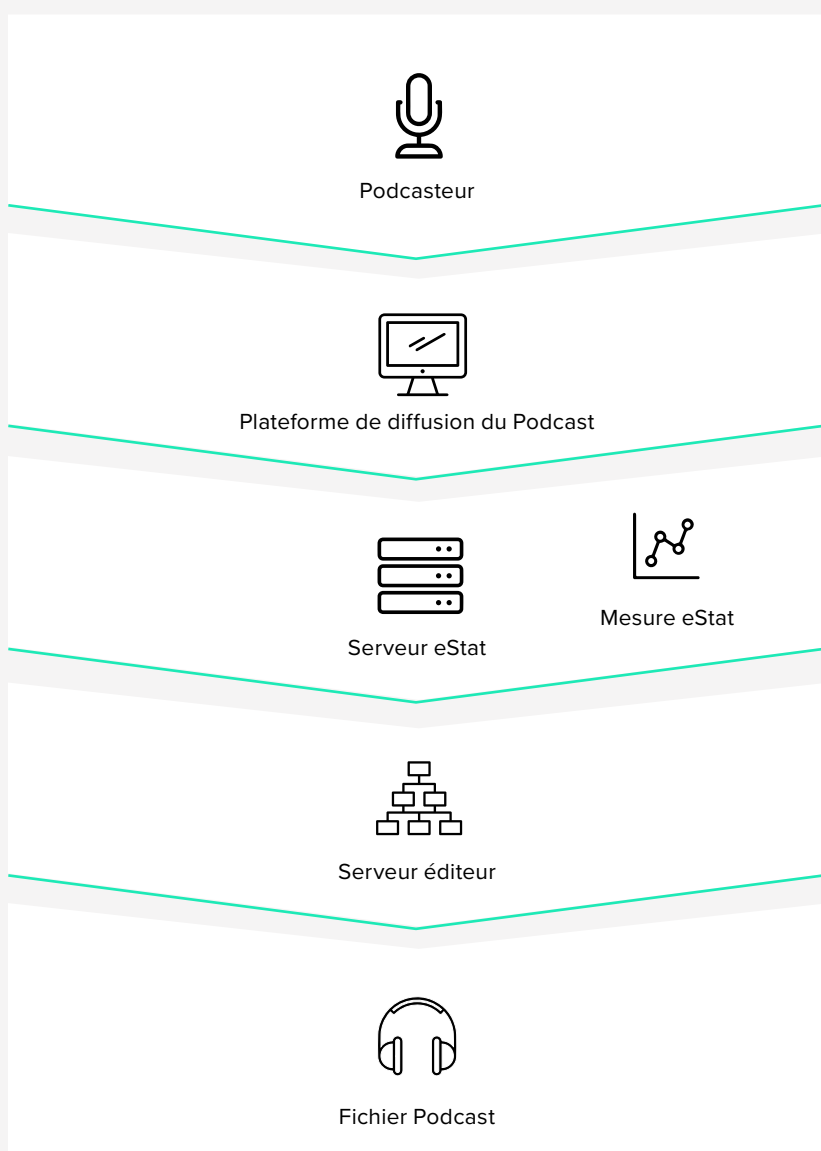 Podcasteur
Plateforme de diffusion du Podcast
Serveur eStat
Mesure eStat
Serveur éditeur
Fichier Podcast